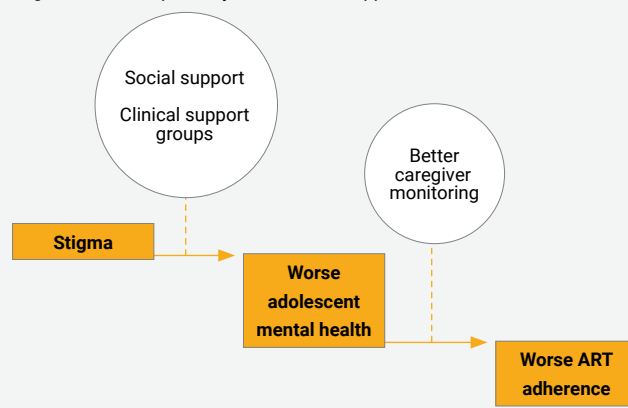 Social support
Clinical support
groups
Better
caregiver
monitoring
Stigma
Worse
adolescent
mental health
Worse ART
adherence